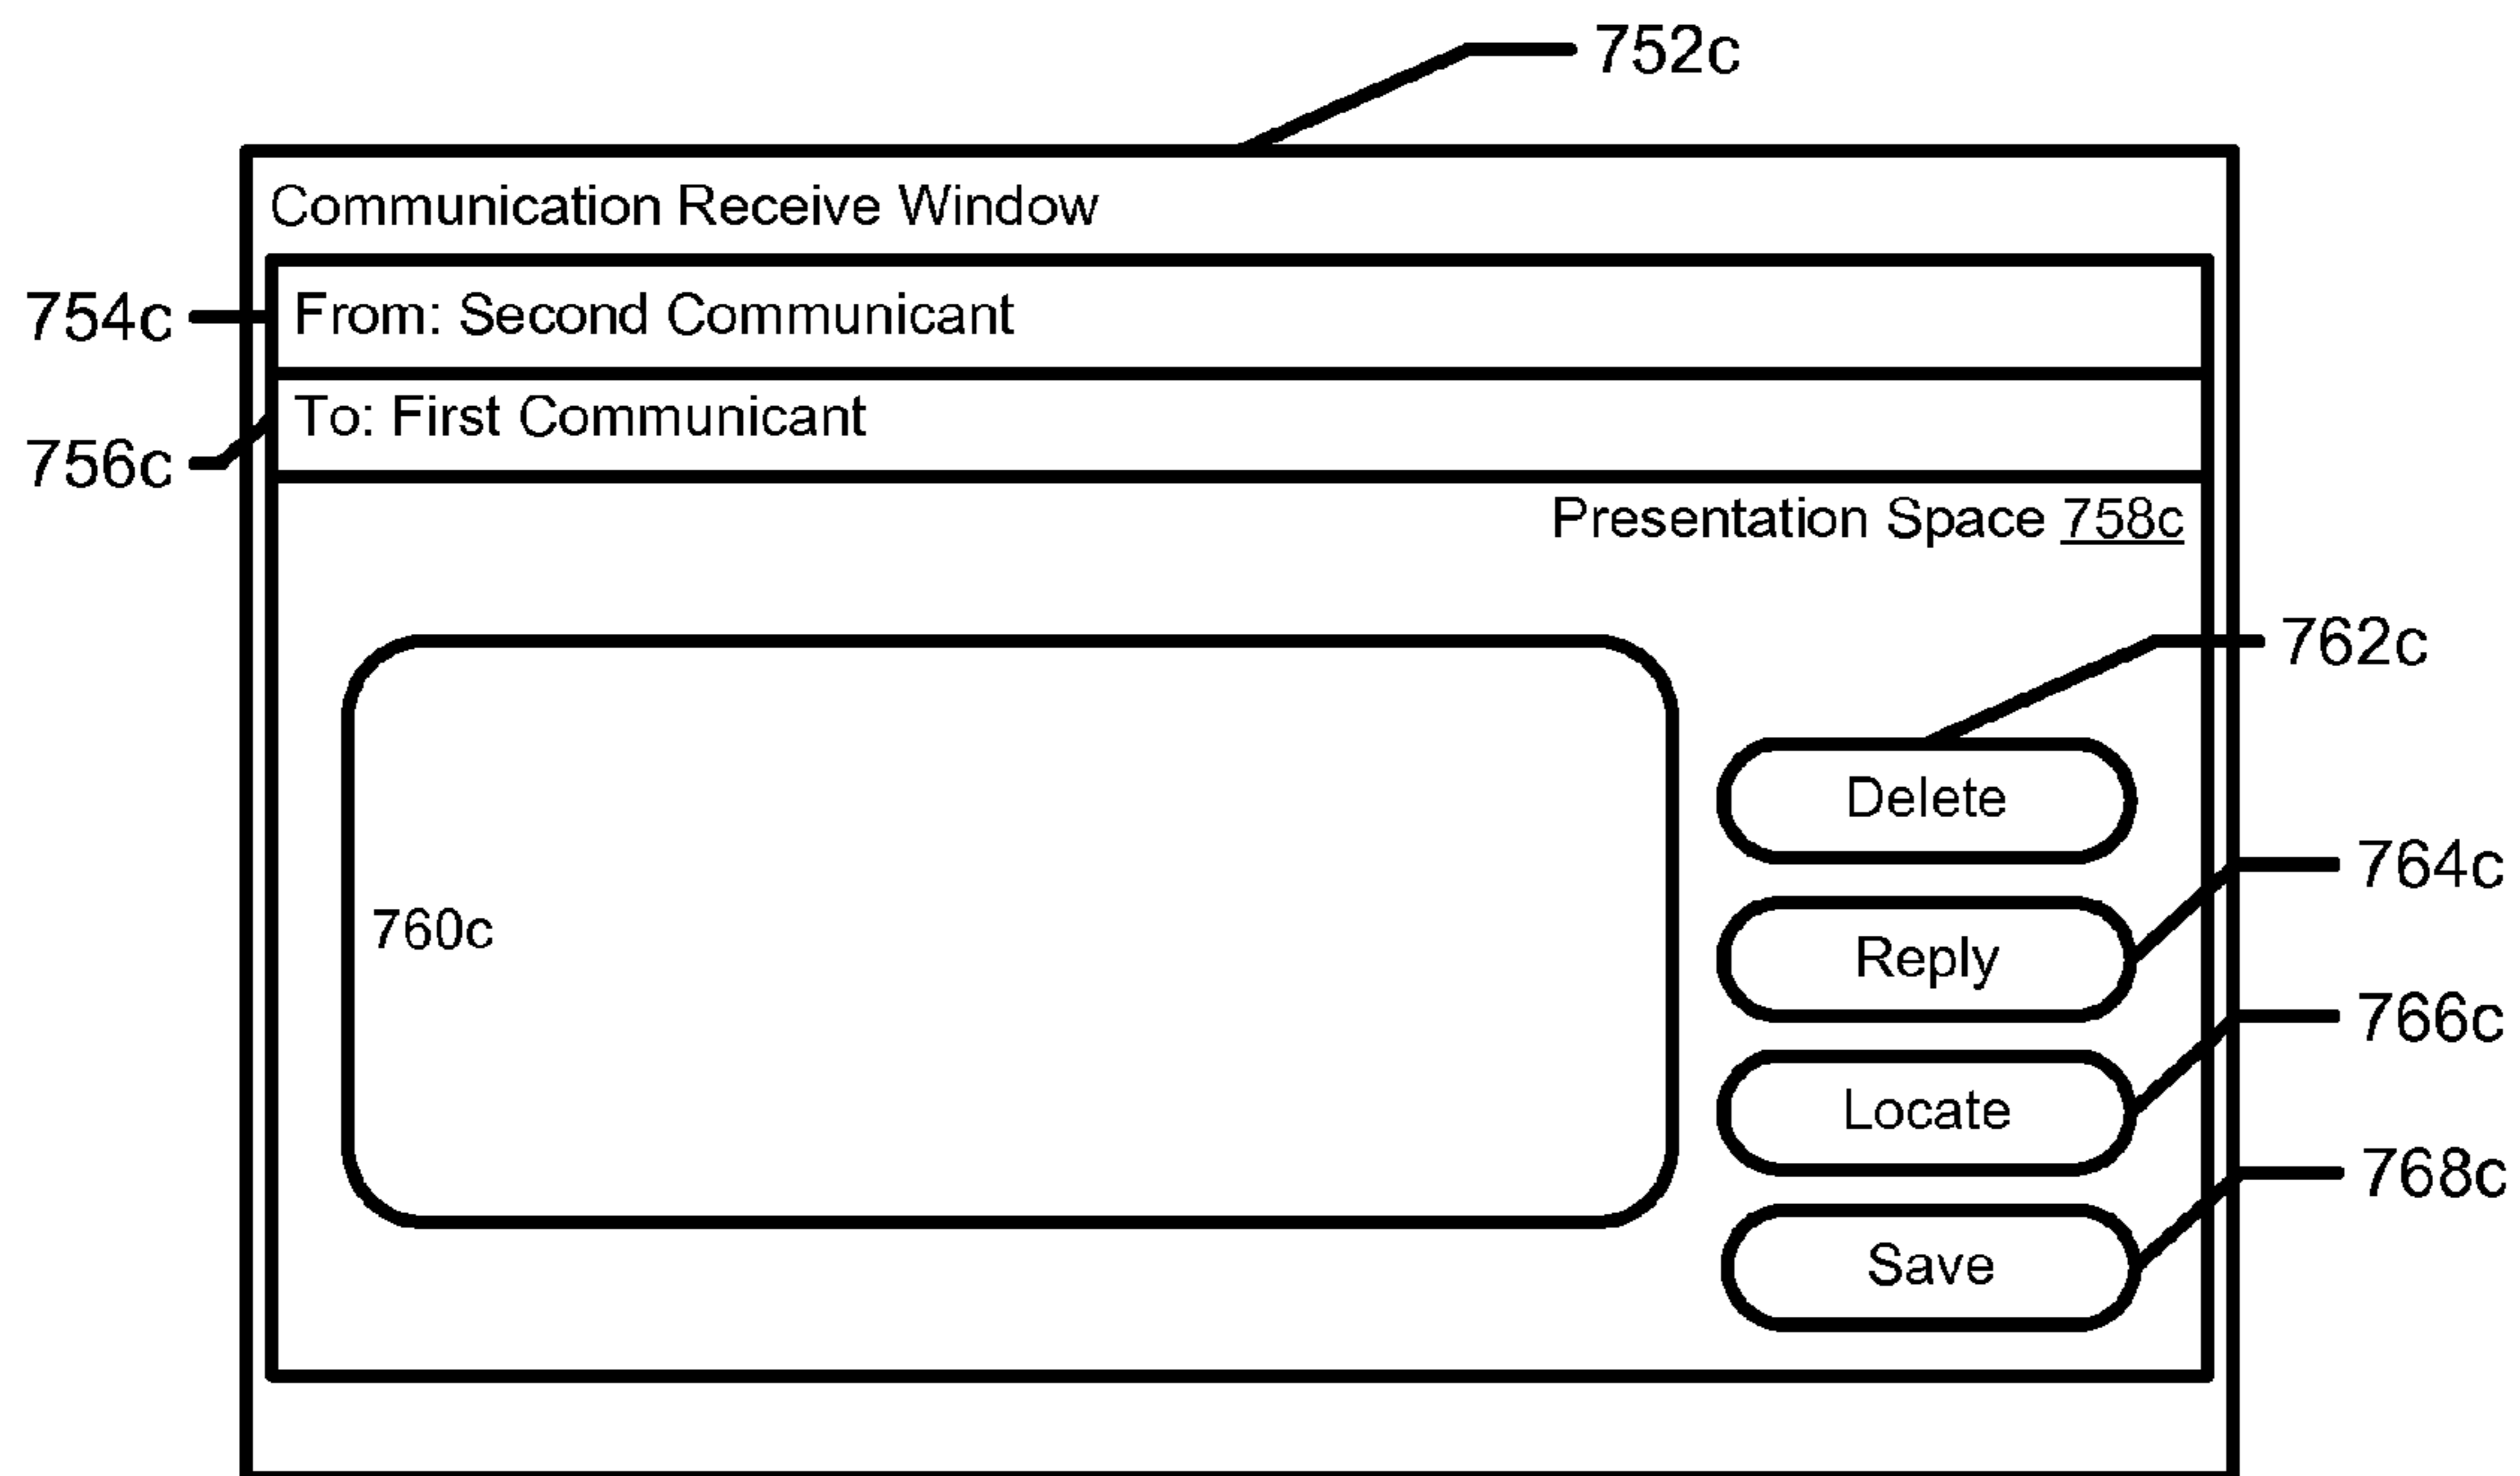 752c
Communication Receive Window
754c
From: Second Communicant
To: First Communicant
756c
Presentation Space 758c
762c
Delete
764c
760c
Reply
766c
Locate
768c
Save